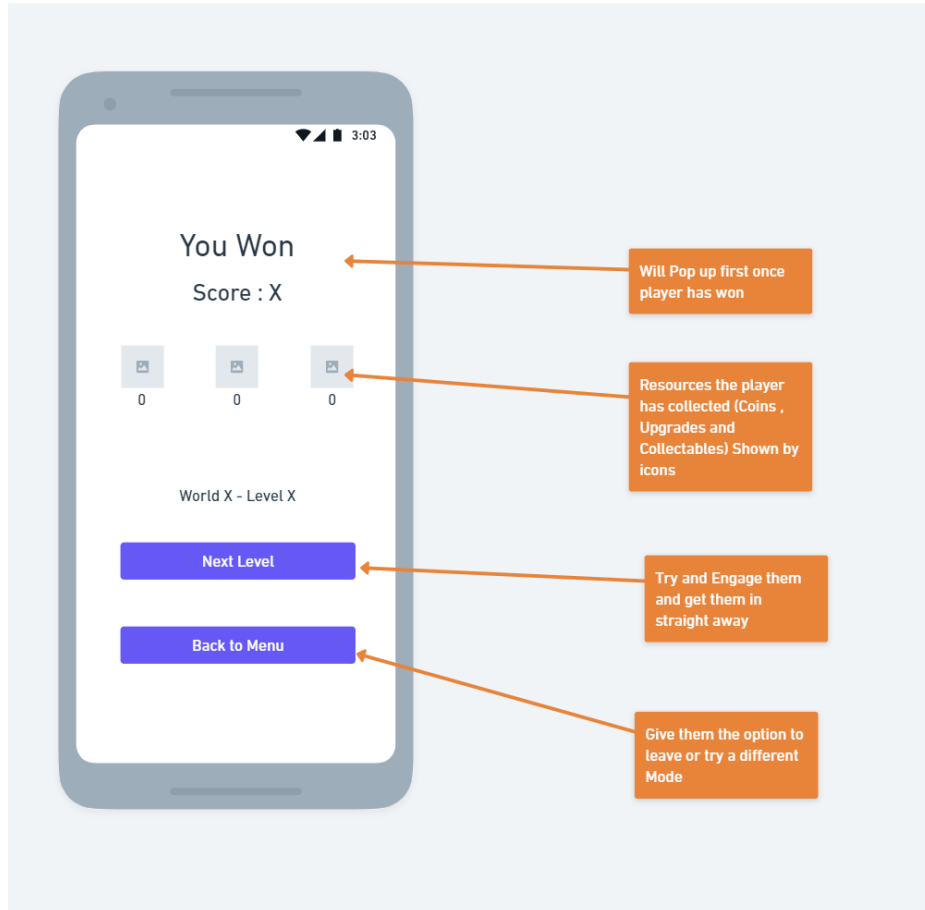 3:03
You Won
Score : X
0
0
0
World X - Level X
Next Level
Back to Menu
Will Pop up first once
player has won
Resources the player
has collected (Coins ,
Upgrades and
Collectables) Shown by
icons
Try and Engage them
and get them in
straight away
Give them the option to
leave or try a different
Mode